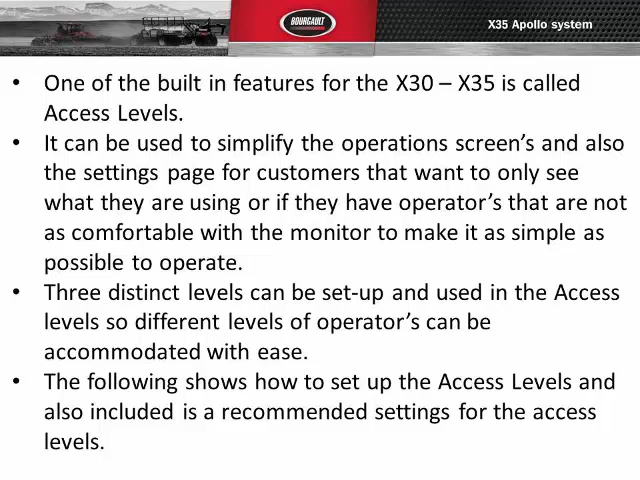 BOURGAULT
X35 Apollo system
• One of the built in features for the X30 – X35 is called
Access Levels.
• It can be used to simplify the operations screen's and also
the settings page for customers that want to only see
what they are using or if they have operator's that are not
as comfortable with the monitor to make it as simple as
possible to operate.
• Three distinct levels can be set-up and used in the Access
levels so different levels of operator's can be
accommodated with ease.
• The following shows how to set up the Access Levels and
also included is a recommended settings for the access
levels.